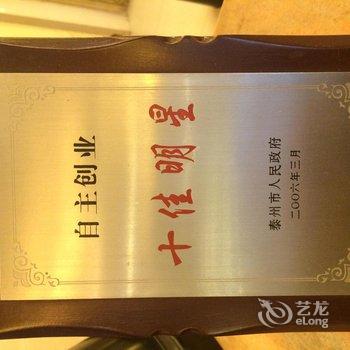 自主创业
十佳明星
泰州市人民政府
二〇〇六年三月
艺龙
eLong